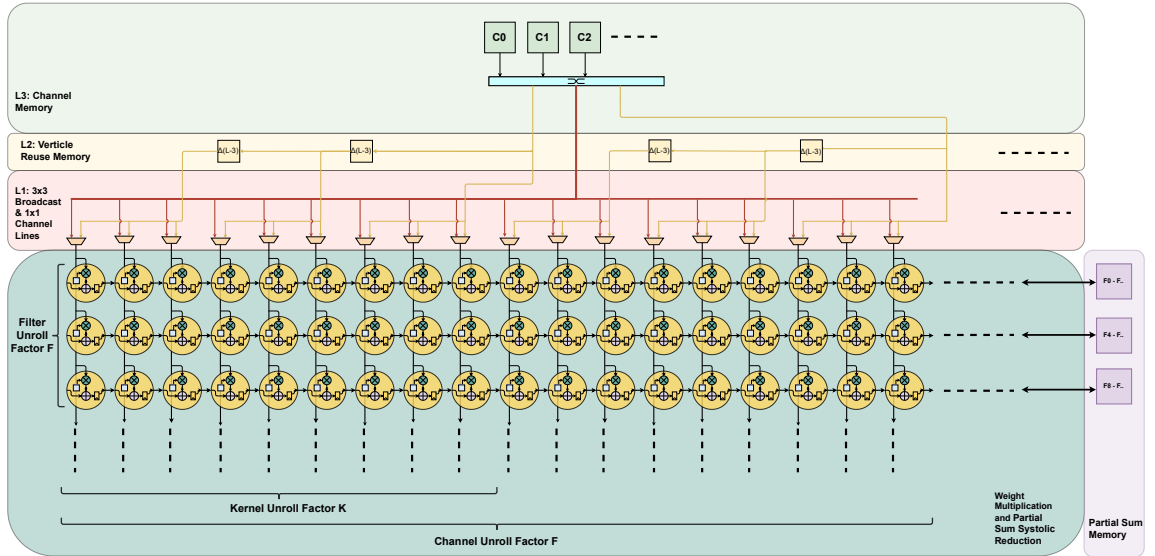 C0 C1 C2
L3: Channel
Memory
L2: Verticle
Reuse Memory
Δ(L-3) Δ(L-3) Δ(L-3) Δ(L-3)
L1: 3x3
Broadcast
& 1x1
Channel
Lines
Filter
Unroll
Factor F
F0 - F..
F4 - F..
F8 - F..
Kernel Unroll Factor K
Channel Unroll Factor F
Weight
Multiplication
and Partial
Sum Systolic
Reduction
Partial Sum
Memory